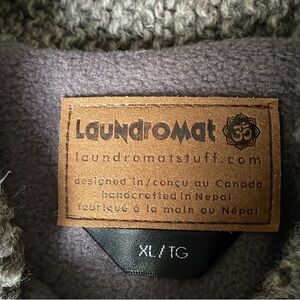 Laundromat ॐ
laundromatstuff.com
designed in/conçu au Canada
handcrafted in Nepal
fabriqué à la main au Népal
XL/TG